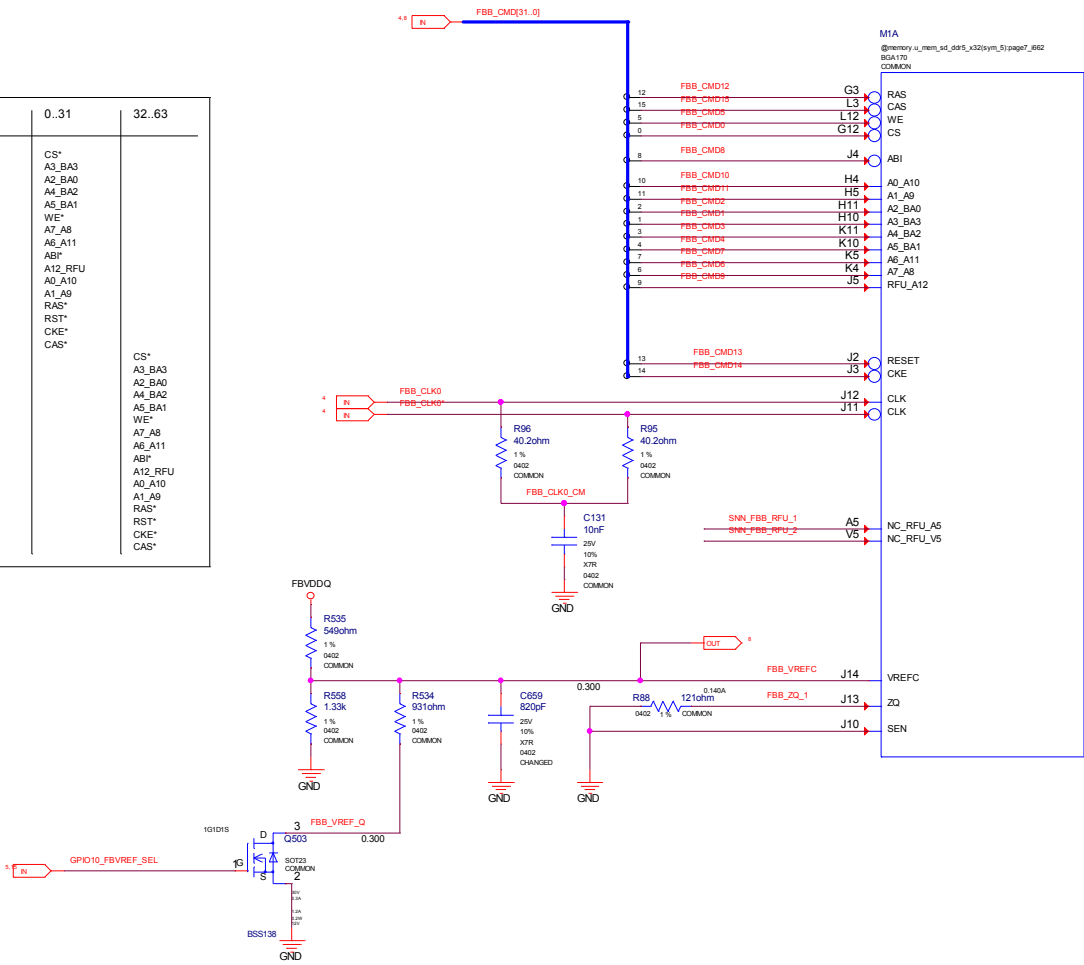 FBB_CMD[31..0]
4,8
IN
M1A
@memory.u_mem_sd_ddr5_x32(sym_5):page7_i662
BGA170
COMMON
0..31
32..63
CS*
A3_BA3
A2_BA0
A4_BA2
A5_BA1
WE*
A7_A8
A6_A11
ABI*
A12_RFU
A0_A10
A1_A9
RAS*
RST*
CKE*
CAS*
CS*
A3_BA3
A2_BA0
A4_BA2
A5_BA1
WE*
A7_A8
A6_A11
ABI*
A12_RFU
A0_A10
A1_A9
RAS*
RST*
CKE*
CAS*
12 FBB_CMD12 G3 RAS
15 FBB_CMD15 L3 CAS
5 FBB_CMD5 L12 WE
0 FBB_CMD0 G12 CS
8 FBB_CMD8 J4 ABI
10 FBB_CMD10 H4 A0_A10
11 FBB_CMD11 H5 A1_A9
2 FBB_CMD2 H11 A2_BA0
1 FBB_CMD1 H10 A3_BA3
3 FBB_CMD3 K11 A4_BA2
4 FBB_CMD4 K10 A5_BA1
7 FBB_CMD7 K5 A6_A11
6 FBB_CMD6 K4 A7_A8
9 FBB_CMD9 J5 RFU_A12
13 FBB_CMD13 J2 RESET
14 FBB_CMD14 J3 CKE
4 IN FBB_CLK0 J12 CLK
4 IN FBB_CLK0* J11 CLK
R96
40.2ohm
1 %
0402
COMMON
R95
40.2ohm
1 %
0402
COMMON
FBB_CLK0_CM
C131
10nF
25V
10%
X7R
0402
COMMON
GND
SNN_FBB_RFU_1 A5 NC_RFU_A5
SNN_FBB_RFU_2 V5 NC_RFU_V5
FBVDDQ
R535
549ohm
1 %
0402
COMMON
OUT
8
FBB_VREFC J14 VREFC
0.300
R558
1.33k
1 %
0402
COMMON
GND
R534
931ohm
1 %
0402
COMMON
C659
820pF
25V
10%
X7R
0402
CHANGED
GND
R88 121ohm
0402 1 % COMMON
0.140A
FBB_ZQ_1 J13 ZQ
J10 SEN
GND
1G1D1S
D
3
FBB_VREF_Q
0.300
Q503
SOT23
COMMON
IN
GPIO10_FBVREF_SEL
1
G
S
2
BSS138
GND